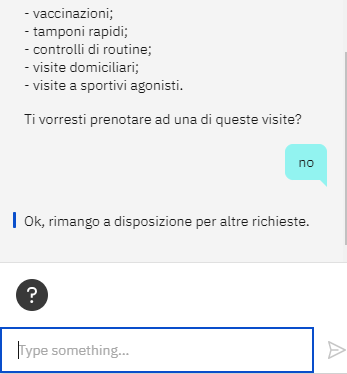 - vaccinazioni;
- tamponi rapidi;
- controlli di routine;
- visite domiciliari;
- visite a sportivi agonisti.
Ti vorresti prenotare ad una di queste visite?
no
Ok, rimango a disposizione per altre richieste.
?
Type something...